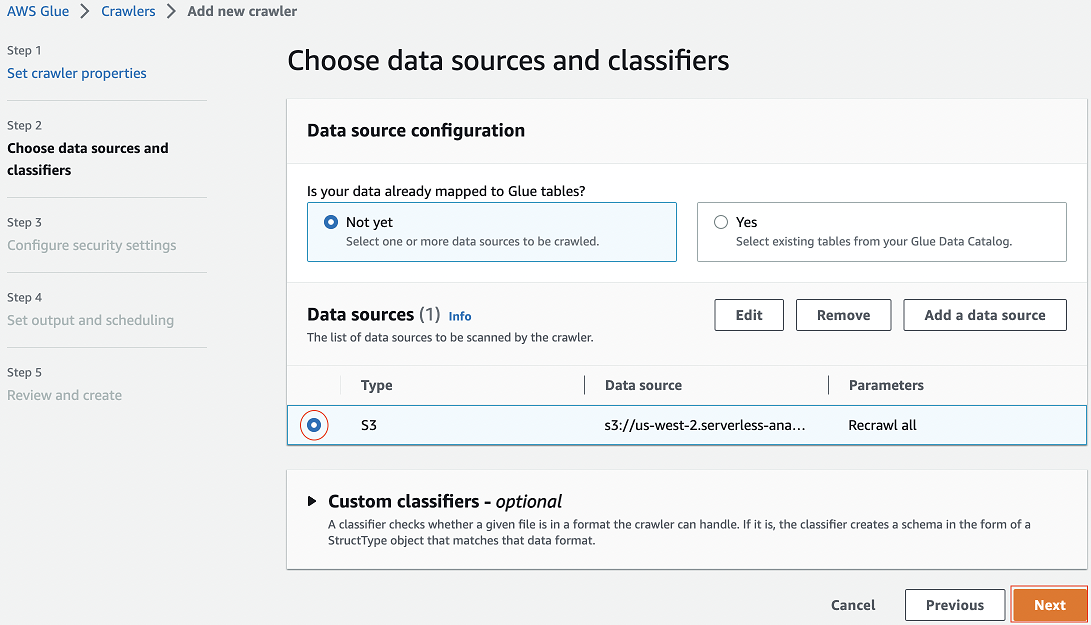 AWS Glue > Crawlers > Add new crawler
Step 1
Set crawler properties
Step 2
Choose data sources and
classifiers
Step 3
Configure security settings
Step 4
Set output and scheduling
Step 5
Review and create
Choose data sources and classifiers
Data source configuration
Is your data already mapped to Glue tables?
Not yet
Select one or more data sources to be crawled.
Yes
Select existing tables from your Glue Data Catalog.
Data sources (1) Info
The list of data sources to be scanned by the crawler.
Edit
Remove
Add a data source
Type
Data source
Parameters
S3
s3://us-west-2.serverless-ana...
Recrawl all
Custom classifiers - optional
A classifier checks whether a given file is in a format the crawler can handle. If it is, the classifier creates a schema in the form of a
StructType object that matches that data format.
Cancel
Previous
Next